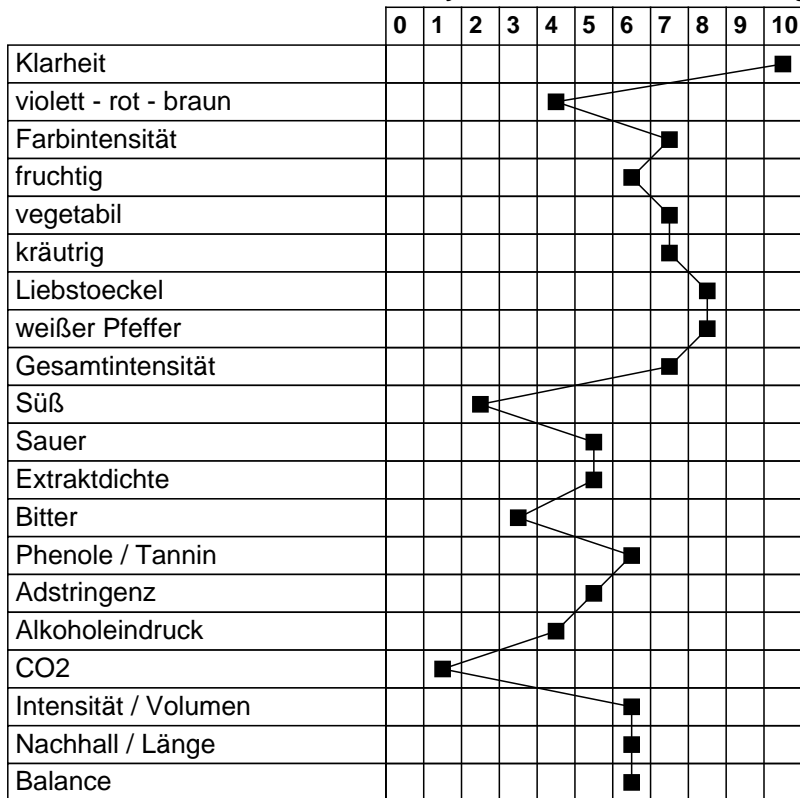 0 1 2 3 4 5 6 7 8 9 10
Klarheit
violett - rot - braun
Farbintensität
fruchtig
vegetabil
kräutrig
Liebstoeckel
weißer Pfeffer
Gesamtintensität
Süß
Sauer
Extraktdichte
Bitter
Phenole / Tannin
Adstringenz
Alkoholeindruck
CO2
Intensität / Volumen
Nachhall / Länge
Balance